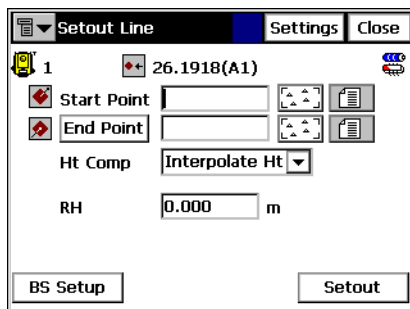 Setout Line Settings Close
1 26.1918(A1)
Start Point
End Point
Ht Comp Interpolate Ht
RH 0.000 m
BS Setup Setout